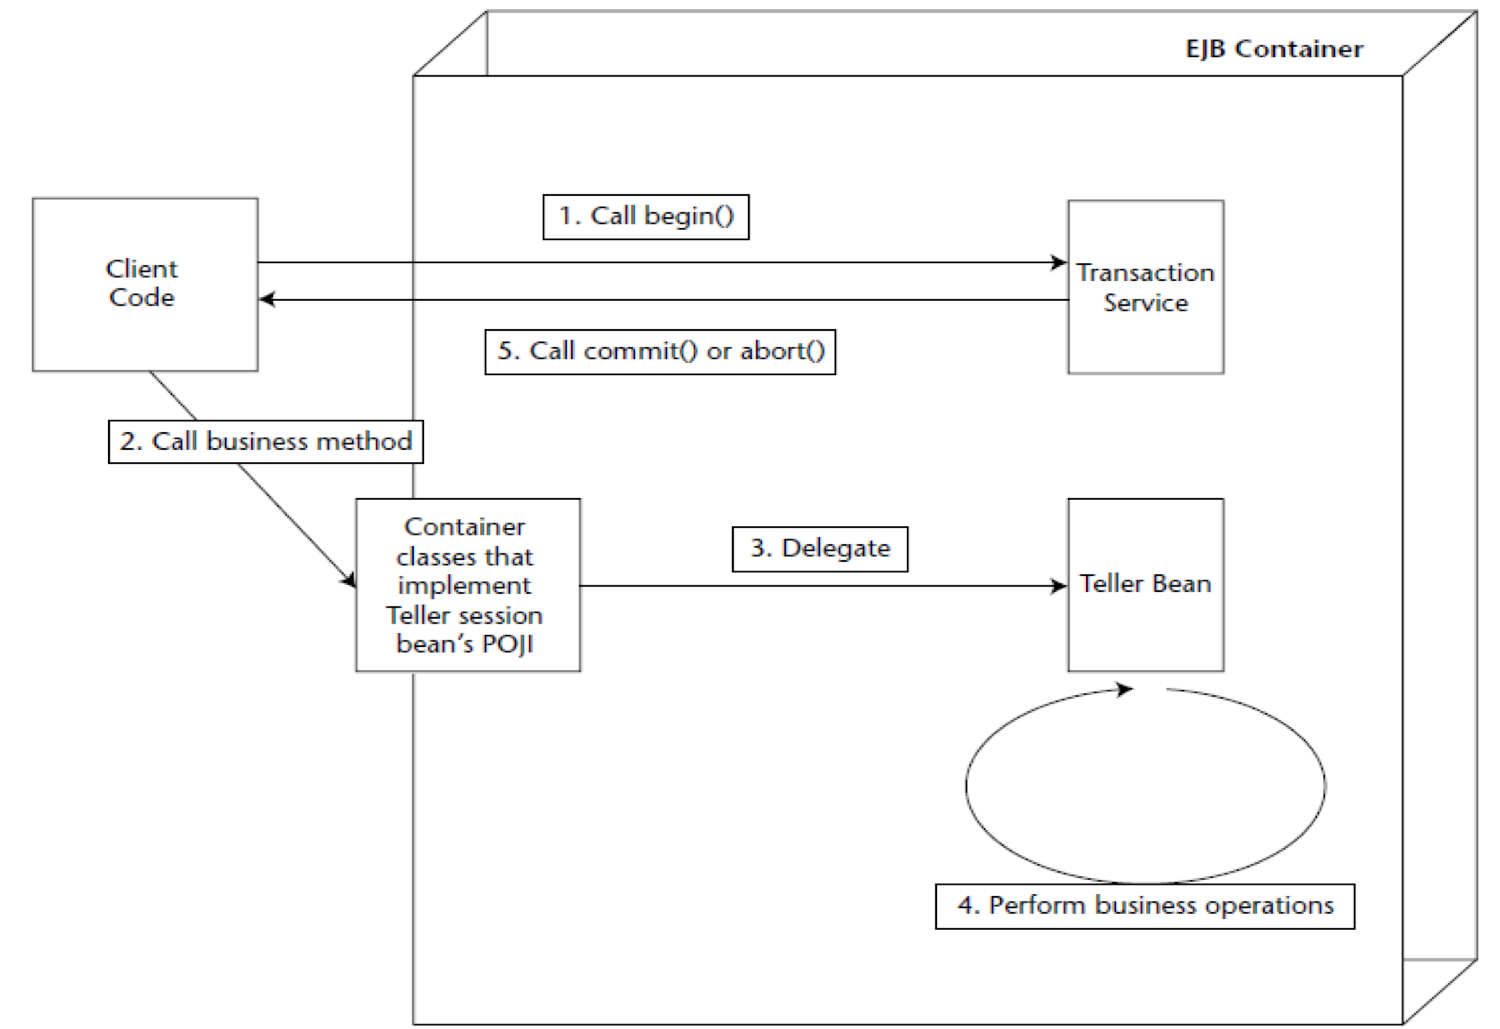 EJB Container
1. Call begin()
Client
Code
Transaction
Service
5. Call commit() or abort()
2. Call business method
Container
classes that
implement
Teller session
bean’s POJI
3. Delegate
Teller Bean
4. Perform business operations